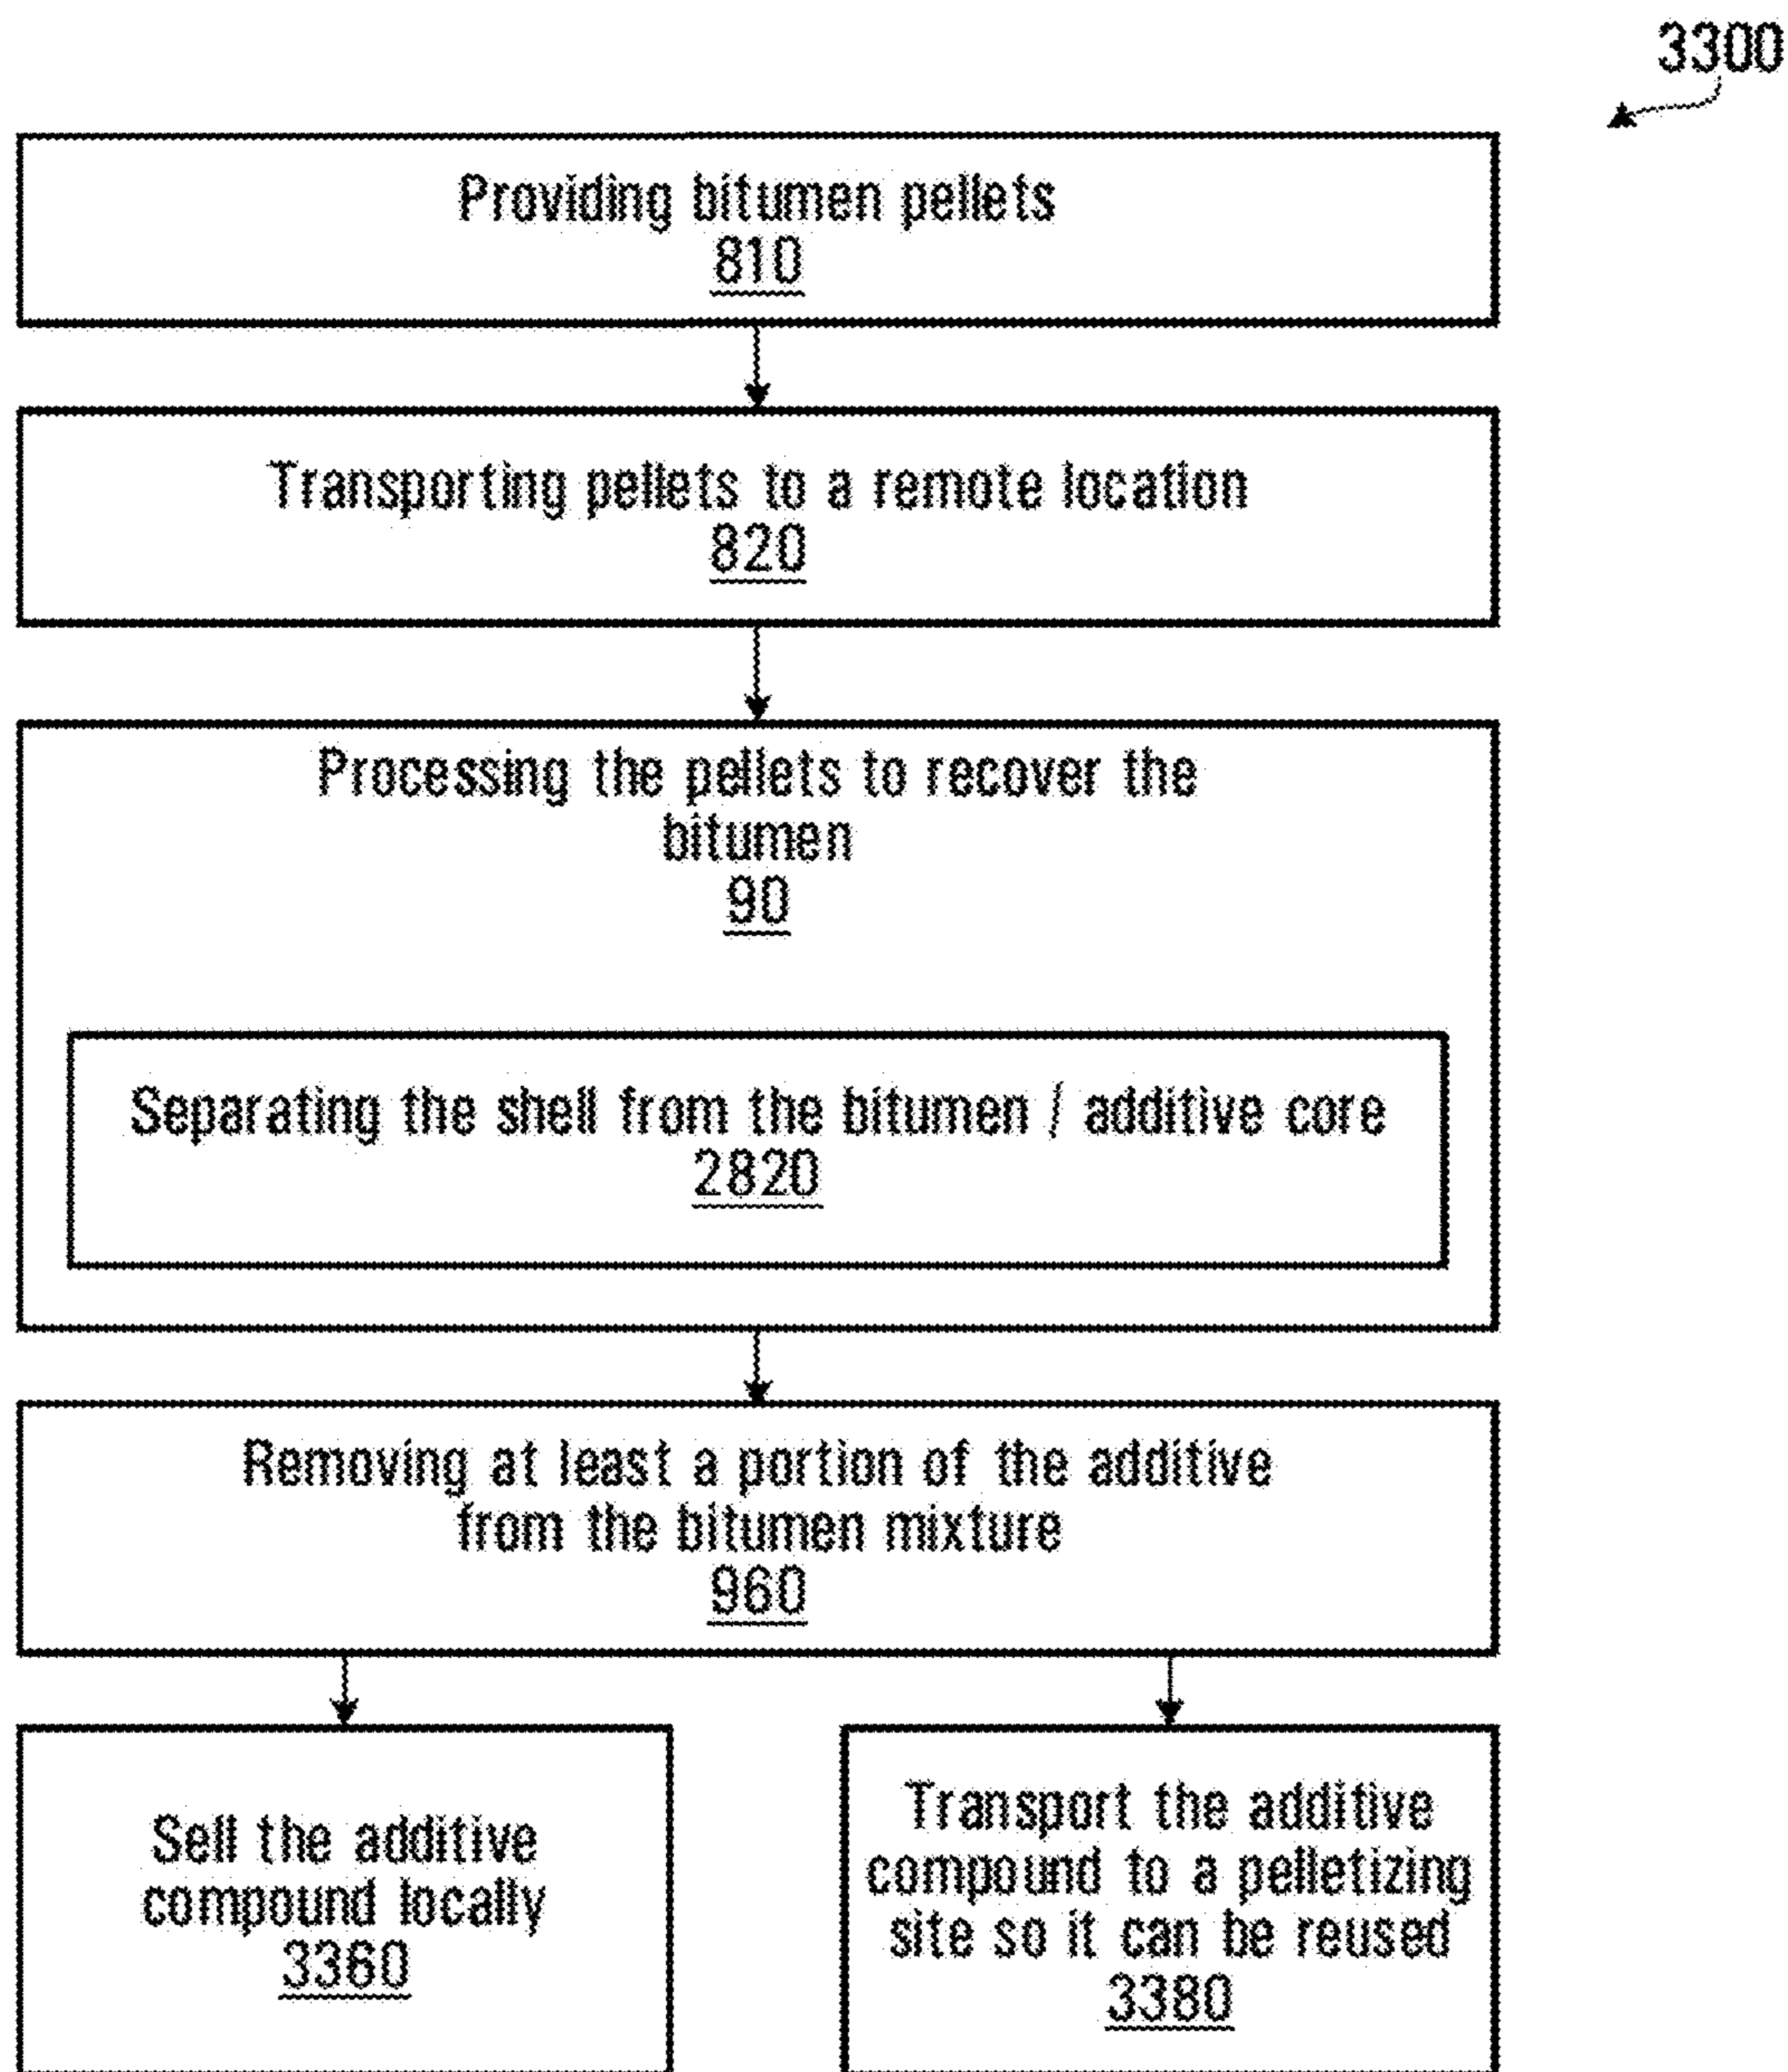 3300
Providing bitumen pellets
810
Transporting pellets to a remote location
820
Processing the pellets to recover the
bitumen
90
Separating the shell from the bitumen / additive core
2820
Removing at least a portion of the additive
from the bitumen mixture
960
Sell the additive
compound locally
3360
Transport the additive
compound to a pelletizing
site so it can be reused
3380